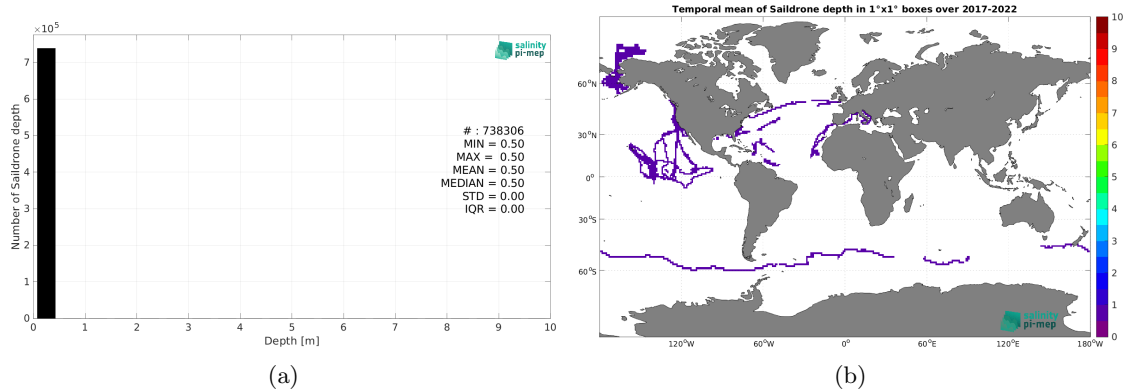 ×10⁵
7
6
5
4
3
2
1
0
Number of Saildrone depth
salinity
pi-mep
# : 738306
MIN = 0.50
MAX = 0.50
MEAN = 0.50
MEDIAN = 0.50
STD = 0.00
IQR = 0.00
0 1 2 3 4 5 6 7 8 9 10
Depth [m]
(a)
Temporal mean of Saildrone depth in 1°x1° boxes over 2017-2022
60°N
30°N
0°
30°S
60°S
120°W 60°W 0° 60°E 120°E 180°W
salinity
pi-mep
10
9
8
7
6
5
4
3
2
1
0
(b)